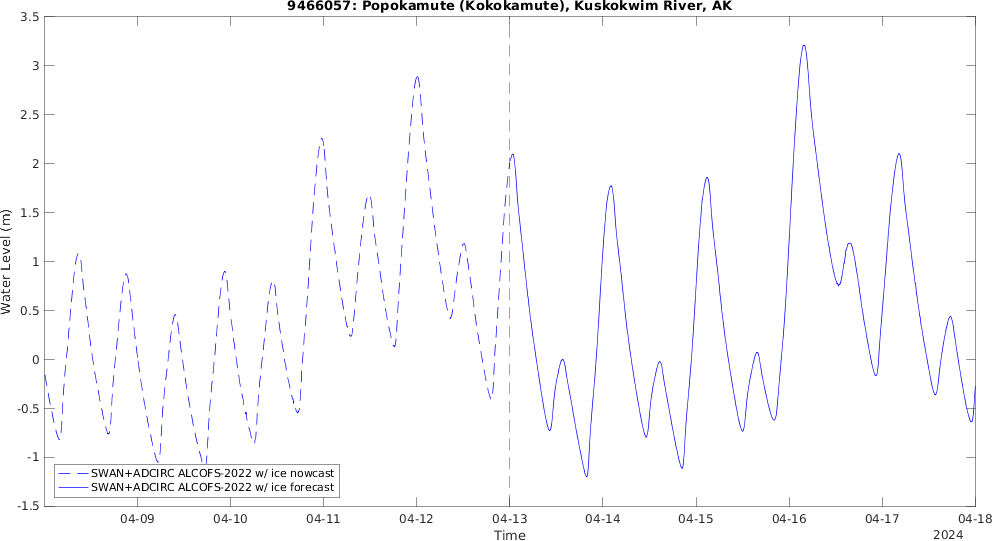 9466057: Popokamute (Kokokamute), Kuskokwim River, AK
3.5
3
2.5
2
1.5
1
0.5
0
-0.5
-1
-1.5
Water Level (m)
SWAN+ADCIRC ALCOFS-2022 w/ ice nowcast
SWAN+ADCIRC ALCOFS-2022 w/ ice forecast
04-09 04-10 04-11 04-12 04-13 04-14 04-15 04-16 04-17 04-18
Time
2024